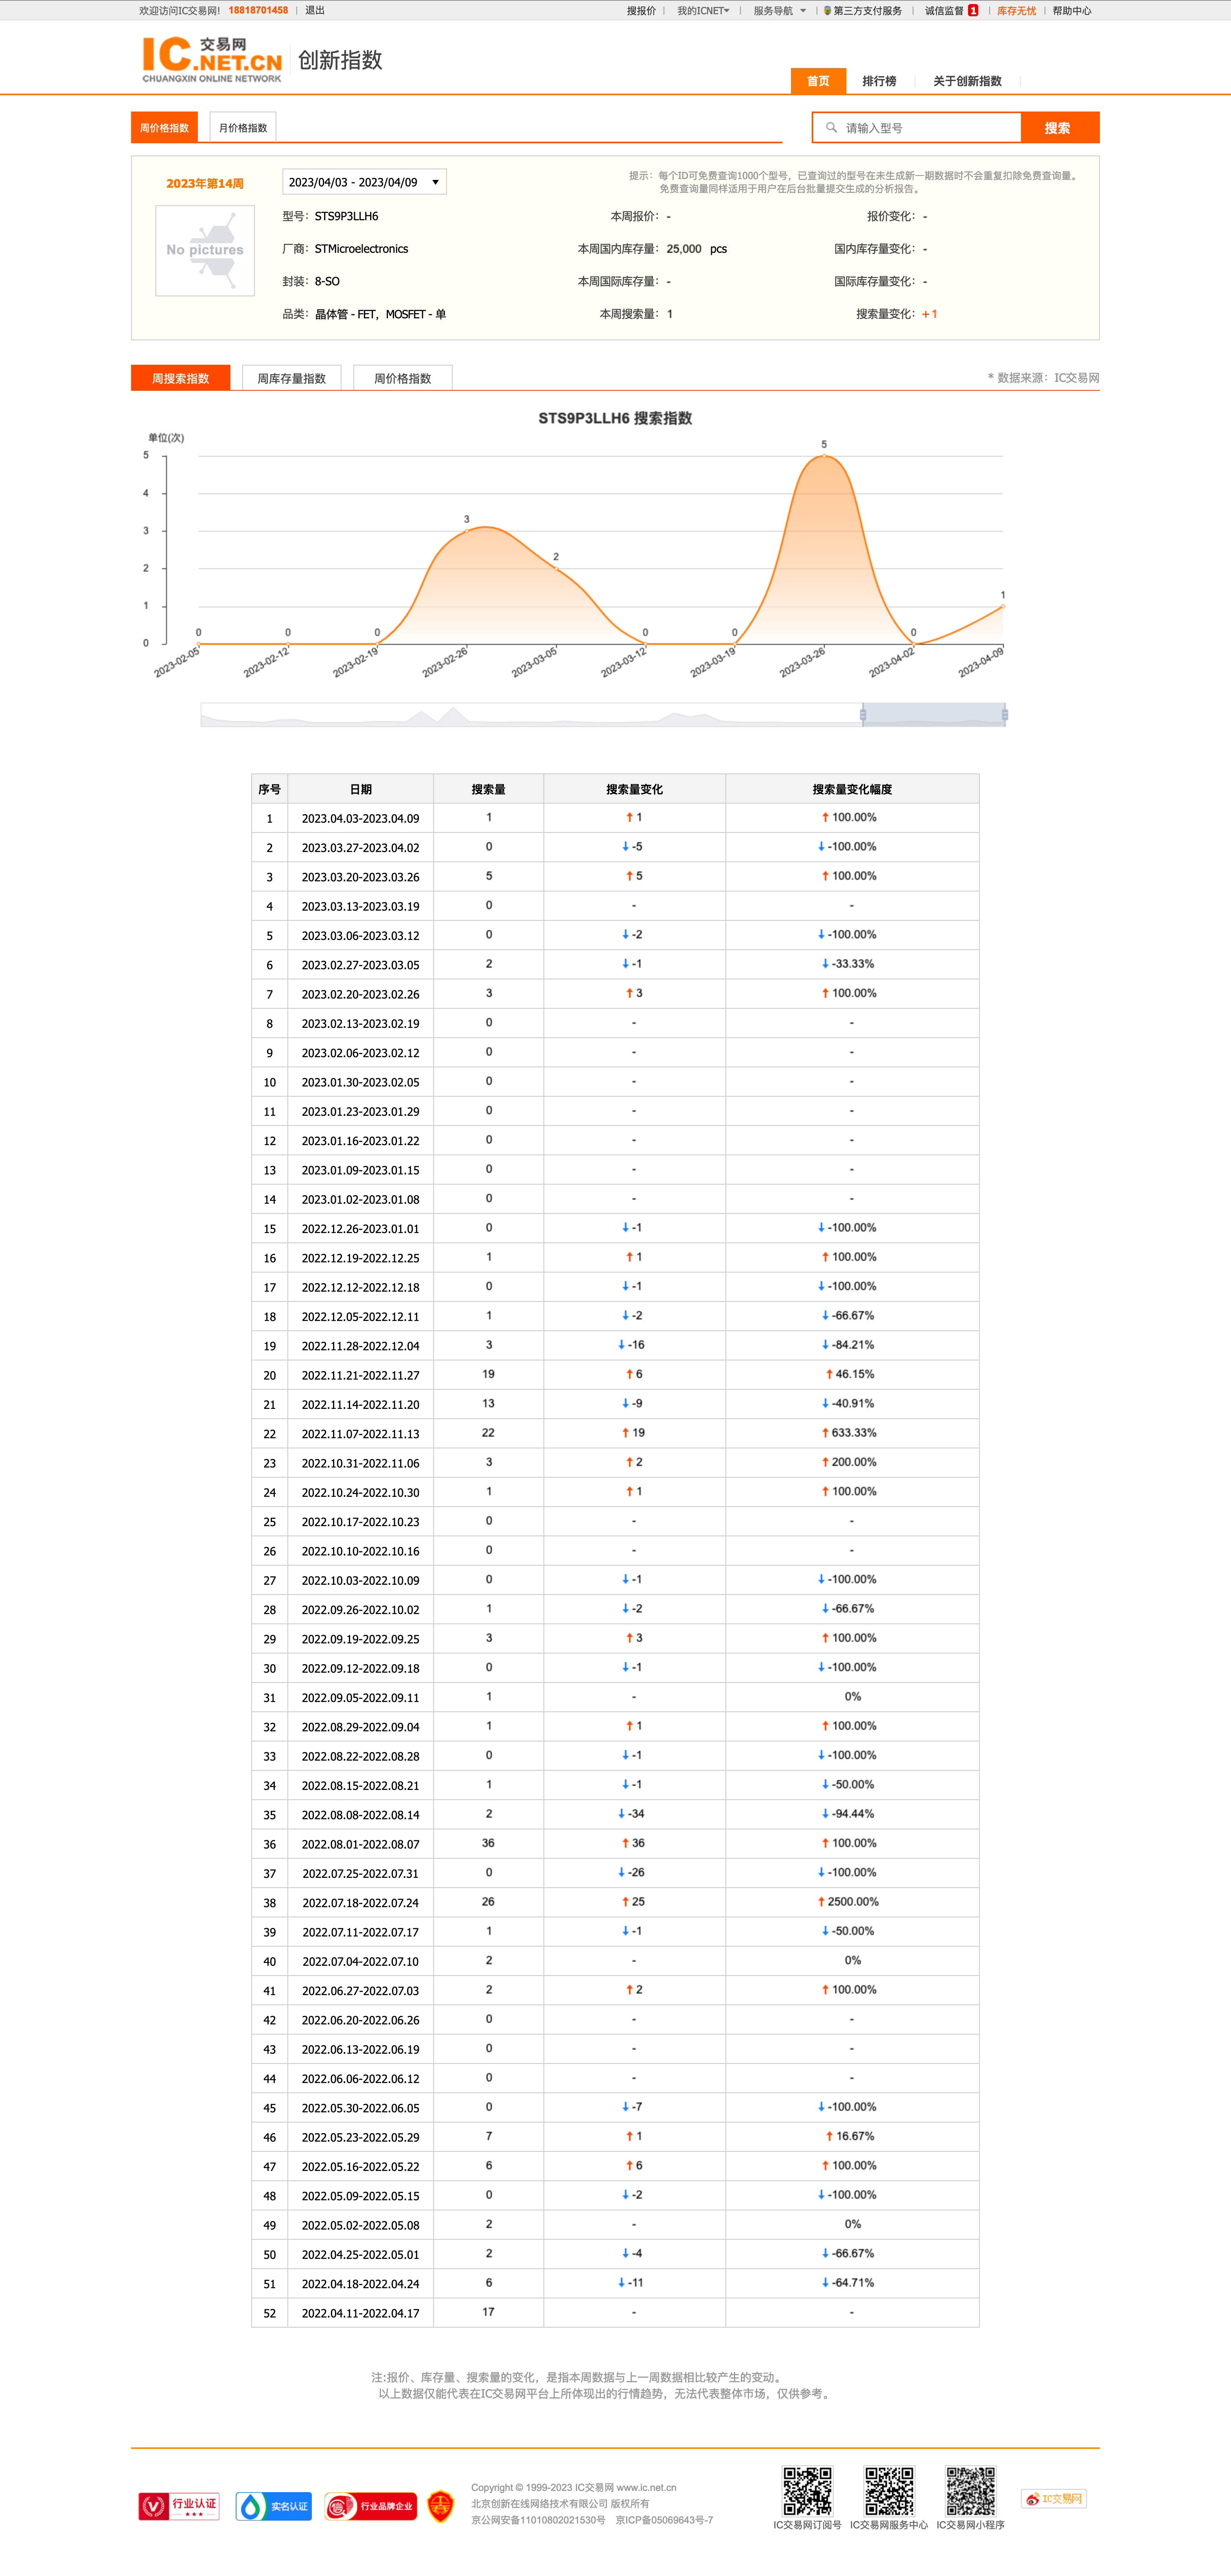 欢迎访问IC交易网! 18818701458 | 退出 搜报价 | 我的ICNET | 服务导航 | 第三方支付服务 | 诚信监督 1 | 库存无忧 | 帮助中心
IC 交易网
.NET.CN
CHUANGXIN ONLINE NETWORK
创新指数
首页 排行榜 关于创新指数
周价格指数 月价格指数 请输入型号 搜索
2023年第14周 2023/04/03 - 2023/04/09
提示：每个ID可免费查询1000个型号，已查询过的型号在未生成新一期数据时不会重复扣除免费查询量。
免费查询量同样适用于用户在后台批量提交生成的分析报告。
No pictures
型号：STS9P3LLH6 本周报价：- 报价变化：-
厂商：STMicroelectronics 本周国内库存量：25,000 pcs 国内库存量变化：-
封装：8-SO 本周国际库存量：- 国际库存量变化：-
品类：晶体管 - FET，MOSFET - 单 本周搜索量：1 搜索量变化：+1
周搜索指数 周库存量指数 周价格指数 * 数据来源：IC交易网
STS9P3LLH6 搜索指数
单位(次)
5
4
3
2
1
0
0 0 0 3 2 0 0 5 0 1
2023-02-05 2023-02-12 2023-02-19 2023-02-26 2023-03-05 2023-03-12 2023-03-19 2023-03-26 2023-04-02 2023-04-09
序号 日期 搜索量 搜索量变化 搜索量变化幅度
1 2023.04.03-2023.04.09 1 ↑1 ↑100.00%
2 2023.03.27-2023.04.02 0 ↓-5 ↓-100.00%
3 2023.03.20-2023.03.26 5 ↑5 ↑100.00%
4 2023.03.13-2023.03.19 0 - -
5 2023.03.06-2023.03.12 0 ↓-2 ↓-100.00%
6 2023.02.27-2023.03.05 2 ↓-1 ↓-33.33%
7 2023.02.20-2023.02.26 3 ↑3 ↑100.00%
8 2023.02.13-2023.02.19 0 - -
9 2023.02.06-2023.02.12 0 - -
10 2023.01.30-2023.02.05 0 - -
11 2023.01.23-2023.01.29 0 - -
12 2023.01.16-2023.01.22 0 - -
13 2023.01.09-2023.01.15 0 - -
14 2023.01.02-2023.01.08 0 - -
15 2022.12.26-2023.01.01 0 ↓-1 ↓-100.00%
16 2022.12.19-2022.12.25 1 ↑1 ↑100.00%
17 2022.12.12-2022.12.18 0 ↓-1 ↓-100.00%
18 2022.12.05-2022.12.11 1 ↓-2 ↓-66.67%
19 2022.11.28-2022.12.04 3 ↓-16 ↓-84.21%
20 2022.11.21-2022.11.27 19 ↑6 ↑46.15%
21 2022.11.14-2022.11.20 13 ↓-9 ↓-40.91%
22 2022.11.07-2022.11.13 22 ↑19 ↑633.33%
23 2022.10.31-2022.11.06 3 ↑2 ↑200.00%
24 2022.10.24-2022.10.30 1 ↑1 ↑100.00%
25 2022.10.17-2022.10.23 0 - -
26 2022.10.10-2022.10.16 0 - -
27 2022.10.03-2022.10.09 0 ↓-1 ↓-100.00%
28 2022.09.26-2022.10.02 1 ↓-2 ↓-66.67%
29 2022.09.19-2022.09.25 3 ↑3 ↑100.00%
30 2022.09.12-2022.09.18 0 ↓-1 ↓-100.00%
31 2022.09.05-2022.09.11 1 - 0%
32 2022.08.29-2022.09.04 1 ↑1 ↑100.00%
33 2022.08.22-2022.08.28 0 ↓-1 ↓-100.00%
34 2022.08.15-2022.08.21 1 ↓-1 ↓-50.00%
35 2022.08.08-2022.08.14 2 ↓-34 ↓-94.44%
36 2022.08.01-2022.08.07 36 ↑36 ↑100.00%
37 2022.07.25-2022.07.31 0 ↓-26 ↓-100.00%
38 2022.07.18-2022.07.24 26 ↑25 ↑2500.00%
39 2022.07.11-2022.07.17 1 ↓-1 ↓-50.00%
40 2022.07.04-2022.07.10 2 - 0%
41 2022.06.27-2022.07.03 2 ↑2 ↑100.00%
42 2022.06.20-2022.06.26 0 - -
43 2022.06.13-2022.06.19 0 - -
44 2022.06.06-2022.06.12 0 - -
45 2022.05.30-2022.06.05 0 ↓-7 ↓-100.00%
46 2022.05.23-2022.05.29 7 ↑1 ↑16.67%
47 2022.05.16-2022.05.22 6 ↑6 ↑100.00%
48 2022.05.09-2022.05.15 0 ↓-2 ↓-100.00%
49 2022.05.02-2022.05.08 2 - 0%
50 2022.04.25-2022.05.01 2 ↓-4 ↓-66.67%
51 2022.04.18-2022.04.24 6 ↓-11 ↓-64.71%
52 2022.04.11-2022.04.17 17 - -
注:报价、库存量、搜索量的变化，是指本周数据与上一周数据相比较产生的变动。
以上数据仅能代表在IC交易网平台上所体现出的行情趋势，无法代表整体市场，仅供参考。
行业认证 实名认证 行业品牌企业
Copyright © 1999-2023 IC交易网 www.ic.net.cn
北京创新在线网络技术有限公司 版权所有
京公网安备11010802021530号 京ICP备05069643号-7
IC交易网订阅号 IC交易网服务中心 IC交易网小程序
IC交易网